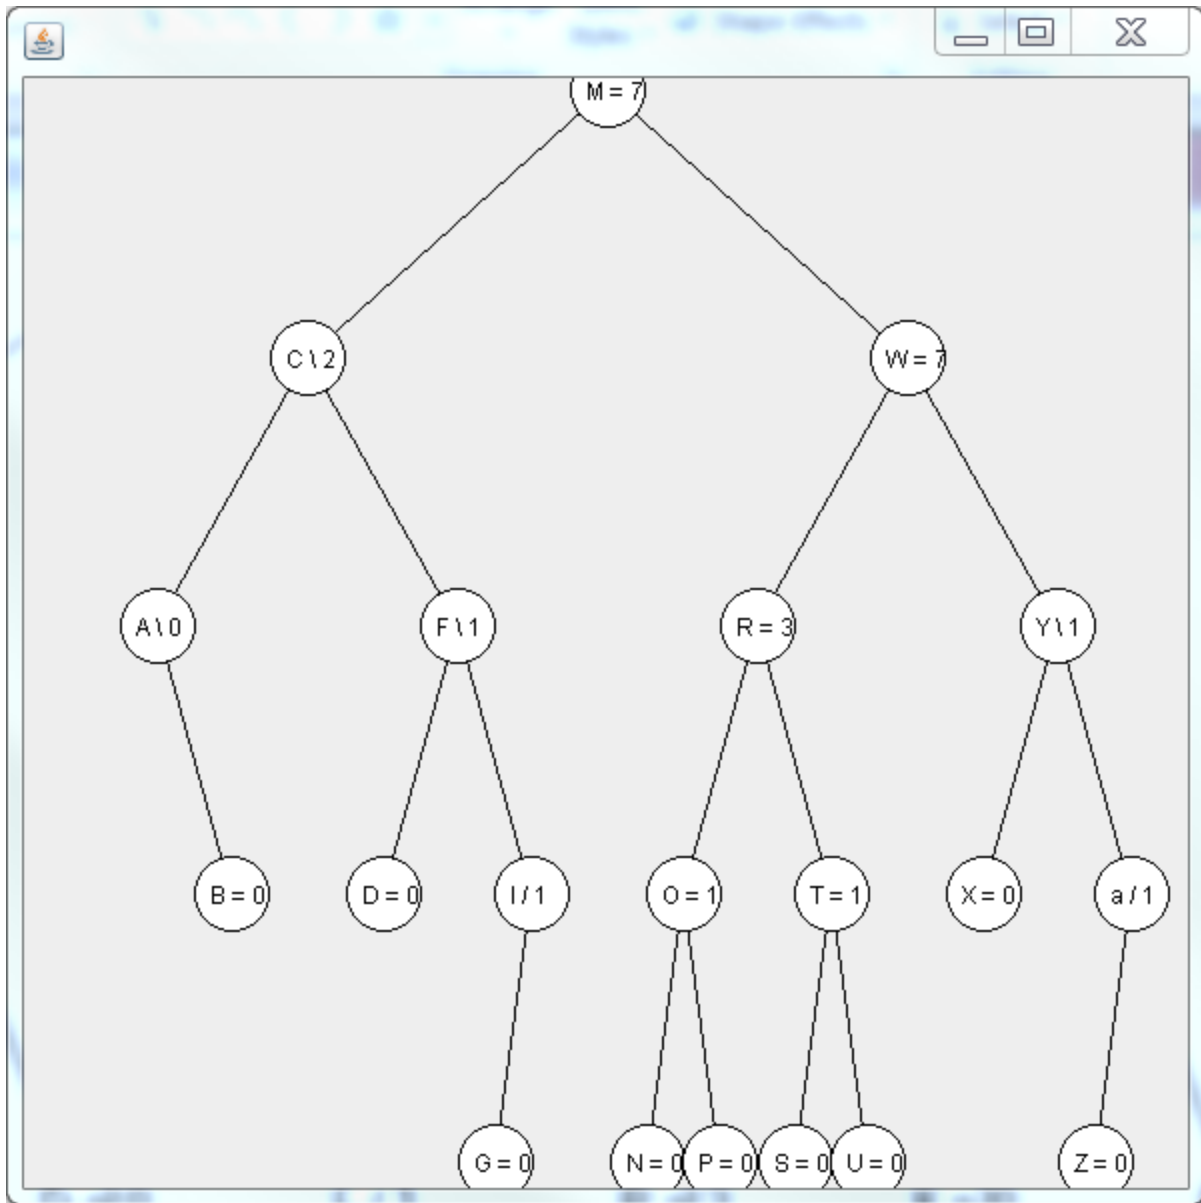 M = 7
C \ 2
W = 7
A \ 0
F \ 1
R = 3
Y \ 1
B = 0
D = 0
I / 1
O = 1
T = 1
X = 0
a / 1
G = 0
N = 0
P = 0
S = 0
U = 0
Z = 0